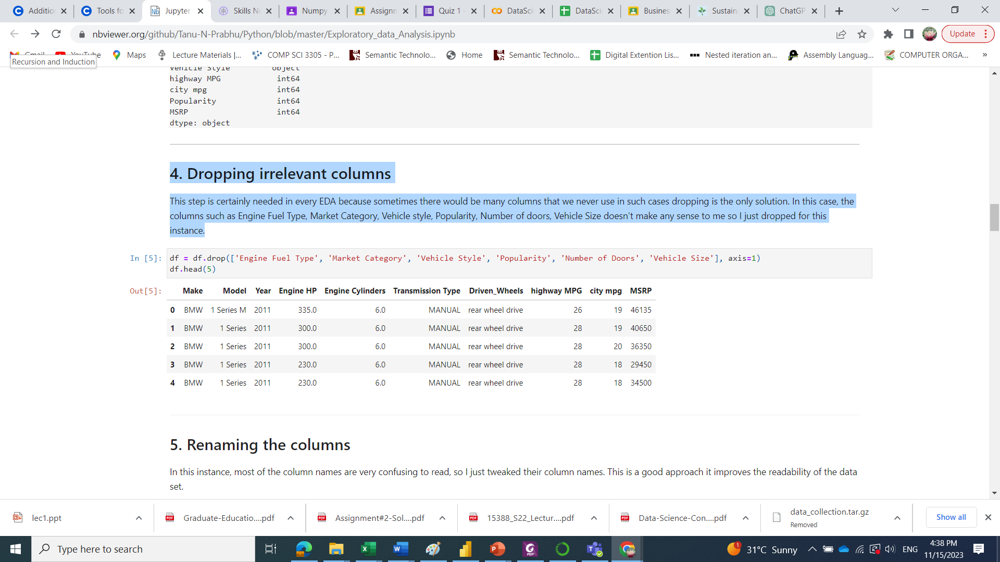 Additio
Tools fo
Jupyter
Skills Ne
Numpy
Assignm
Quiz 1 -
DataSci
DataSci
Busines
Sustain
ChatGP
nbviewer.org/github/Tanu-N-Prabhu/Python/blob/master/Exploratory_data_Analysis.ipynb
Update
Gmail
YouTube
Maps
Lecture Materials |...
COMP SCI 3305 - P...
Semantic Technolo...
Home
Semantic Technolo...
Digital Extention Lis...
Nested iteration an...
Assembly Languag...
COMPUTER ORGA...
»
Recursion and Induction
Vehicle Style object
highway MPG int64
city mpg int64
Popularity int64
MSRP int64
dtype: object
4. Dropping irrelevant columns
This step is certainly needed in every EDA because sometimes there would be many columns that we never use in such cases dropping is the only solution. In this case, the
columns such as Engine Fuel Type, Market Category, Vehicle style, Popularity, Number of doors, Vehicle Size doesn't make any sense to me so I just dropped for this
instance.
In [5]: df = df.drop(['Engine Fuel Type', 'Market Category', 'Vehicle Style', 'Popularity', 'Number of Doors', 'Vehicle Size'], axis=1)
df.head(5)
Out[5]: Make Model Year Engine HP Engine Cylinders Transmission Type Driven_Wheels highway MPG city mpg MSRP
0 BMW 1 Series M 2011 335.0 6.0 MANUAL rear wheel drive 26 19 46135
1 BMW 1 Series 2011 300.0 6.0 MANUAL rear wheel drive 28 19 40650
2 BMW 1 Series 2011 300.0 6.0 MANUAL rear wheel drive 28 20 36350
3 BMW 1 Series 2011 230.0 6.0 MANUAL rear wheel drive 28 18 29450
4 BMW 1 Series 2011 230.0 6.0 MANUAL rear wheel drive 28 18 34500
5. Renaming the columns
In this instance, most of the column names are very confusing to read, so I just tweaked their column names. This is a good approach it improves the readability of the data
set.
lec1.ppt
Graduate-Educatio....pdf
Assignment#2-Sol....pdf
15388_S22_Lectur....pdf
Data-Science-Con....pdf
data_collection.tar.gz
Removed
Show all
Type here to search
31°C Sunny
ENG
4:38 PM
11/15/2023